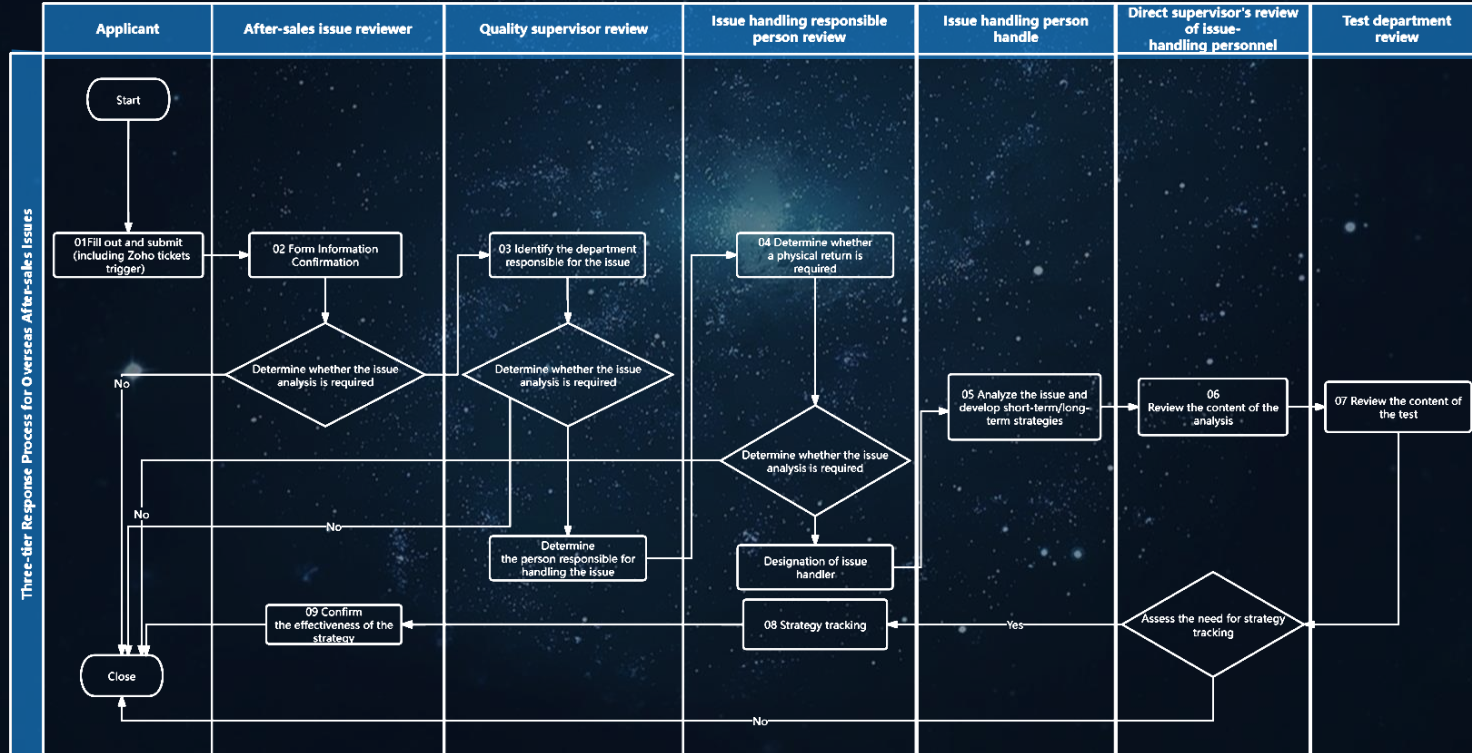 Applicant
After-sales issue reviewer
Quality supervisor review
Issue handling responsible
person review
Issue handling person
handle
Direct supervisor's review
of issue-
handling personnel
Test department
review
Three-tier Response Process for Overseas After-sales Issues
Start
01Fill out and submit
(including Zoho tickets
trigger)
02 Form Information
Confirmation
03 Identify the department
responsible for the issue
04 Determine whether
a physical return is
required
Determine whether the issue
analysis is required
Determine whether the issue
analysis is required
No
05 Analyze the issue and
develop short-term/long-
term strategies
06
Review the content of the
analysis
07 Review the content of
the test
Determine whether the issue
analysis is required
No
No
Determine
the person responsible for
handling the issue
Designation of issue
handler
09 Confirm
the effectiveness of the
strategy
08 Strategy tracking
Yes
Assess the need for strategy
tracking
Close
No